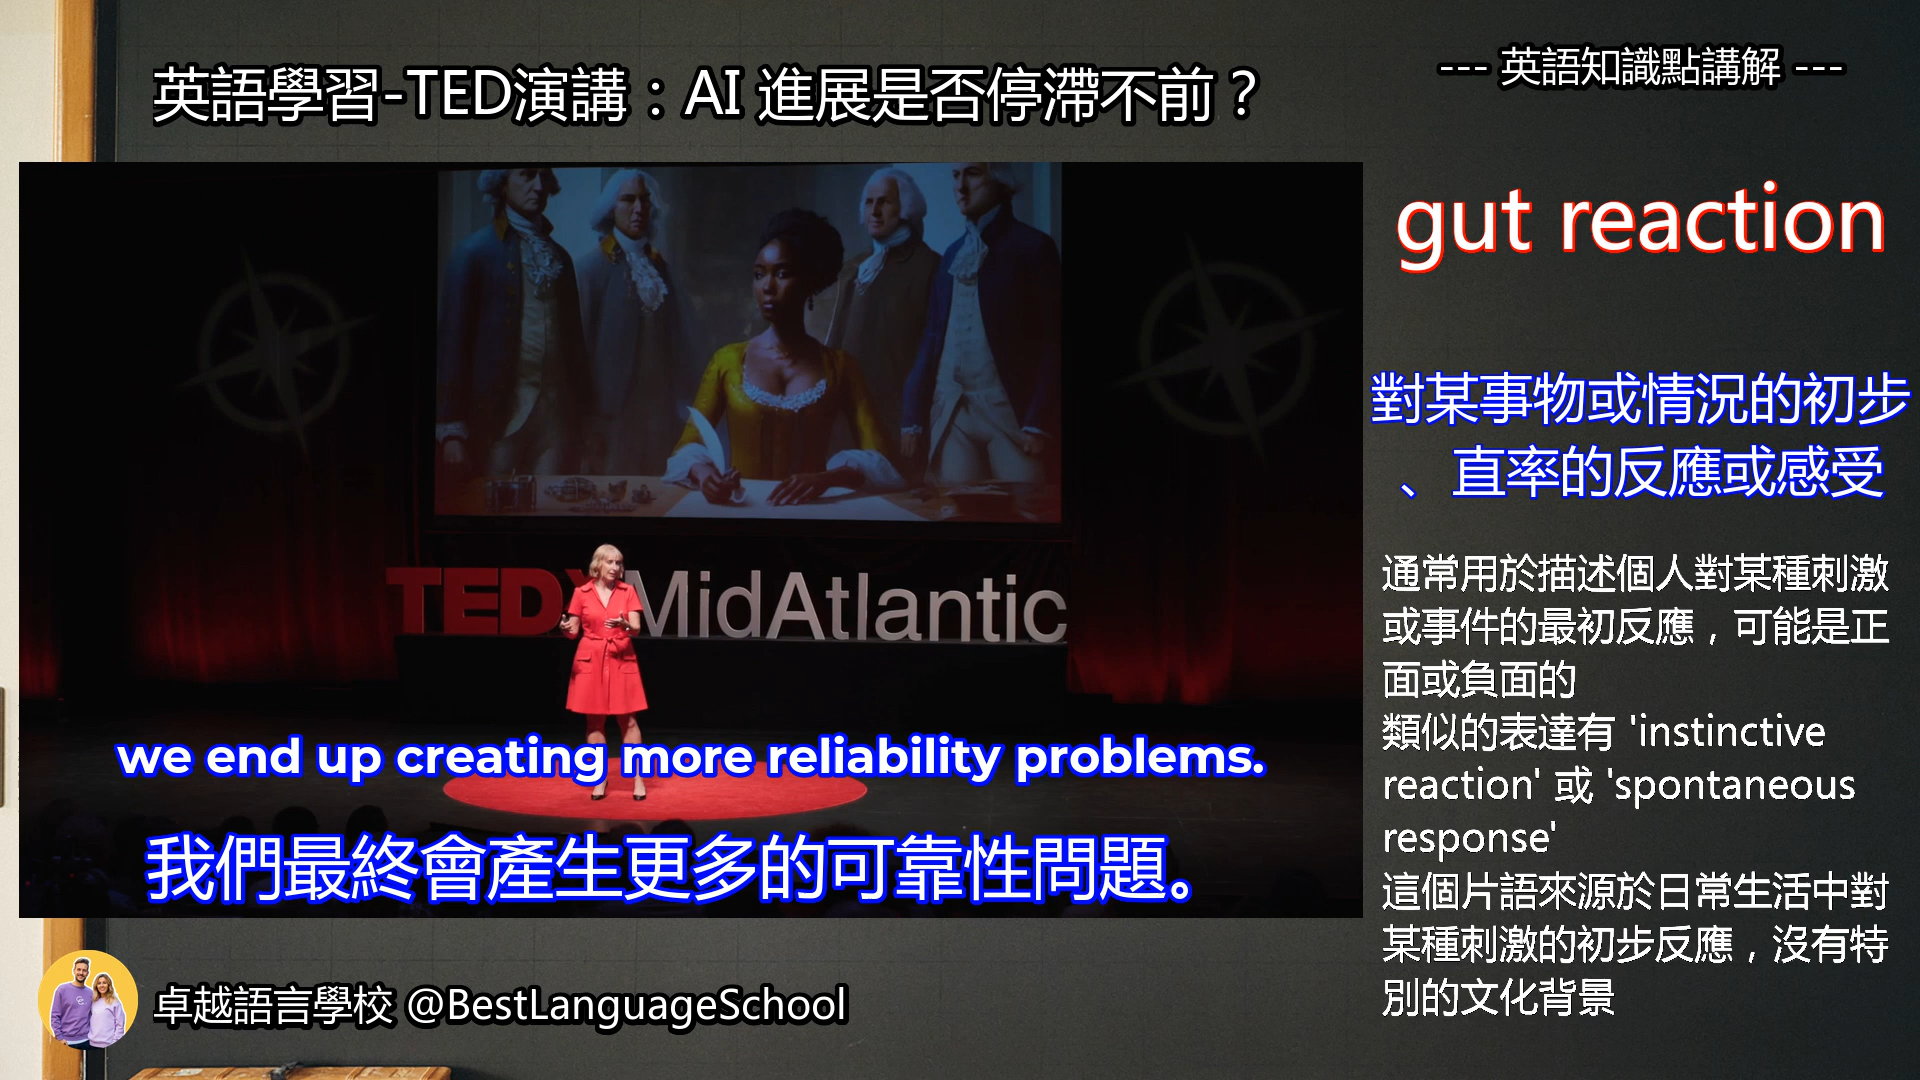 英語學習-TED演講：AI 進展是否停滯不前？
--- 英語知識點講解 ---
TEDxMidAtlantic
we end up creating more reliability problems.
我們最終會產生更多的可靠性問題。
gut reaction
對某事物或情況的初步
、直率的反應或感受
通常用於描述個人對某種刺激
或事件的最初反應，可能是正
面或負面的
類似的表達有 'instinctive
reaction' 或 'spontaneous
response'
這個片語來源於日常生活中對
某種刺激的初步反應，沒有特
別的文化背景
卓越語言學校 @BestLanguageSchool